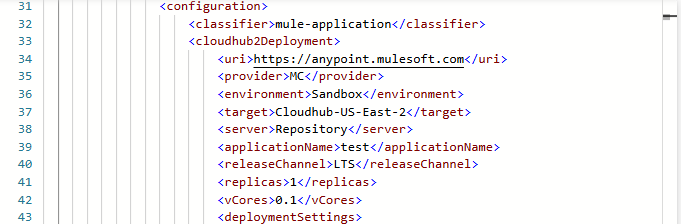 31 <configuration>
32 <classifier>mule-application</classifier>
33 <cloudhub2Deployment>
34 <uri>https://anypoint.mulesoft.com</uri>
35 <provider>MC</provider>
36 <environment>Sandbox</environment>
37 <target>Cloudhub-US-East-2</target>
38 <server>Repository</server>
39 <applicationName>test</applicationName>
40 <releaseChannel>LTS</releaseChannel>
41 <replicas>1</replicas>
42 <vCores>0.1</vCores>
43 <deploymentSettings>